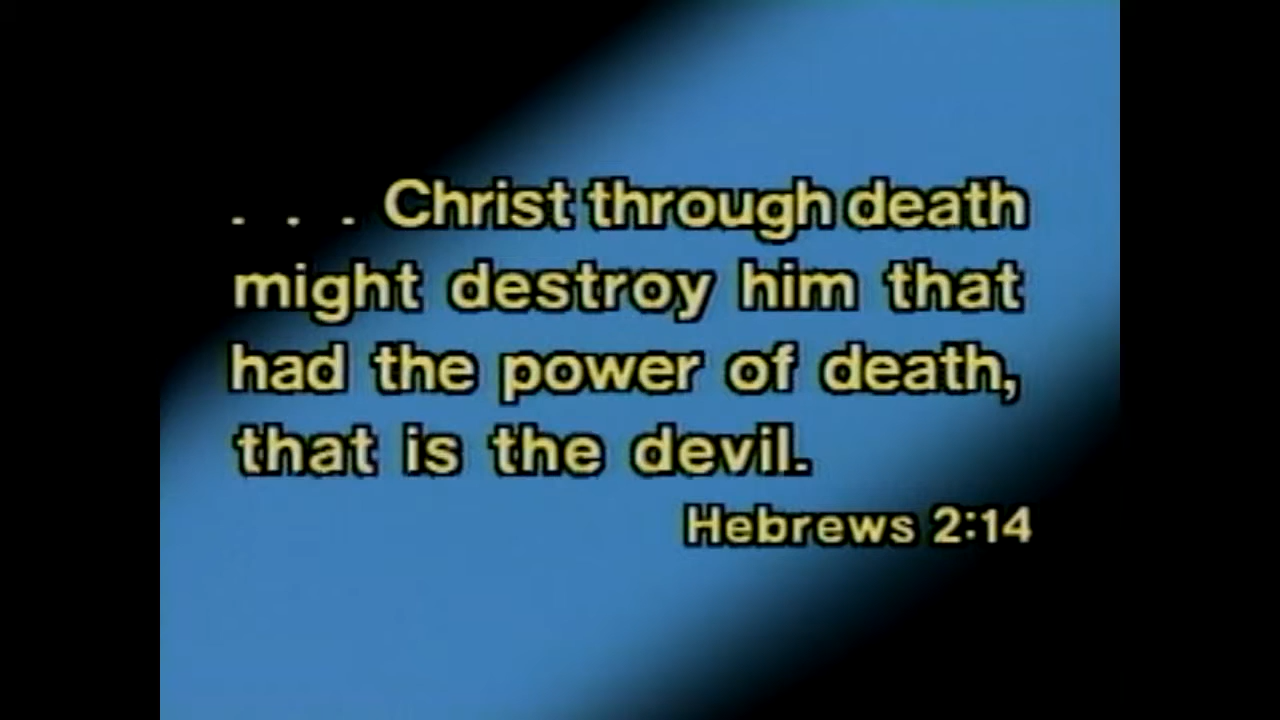 . . . Christ through death
might destroy him that
had the power of death,
that is the devil.
Hebrews 2:14